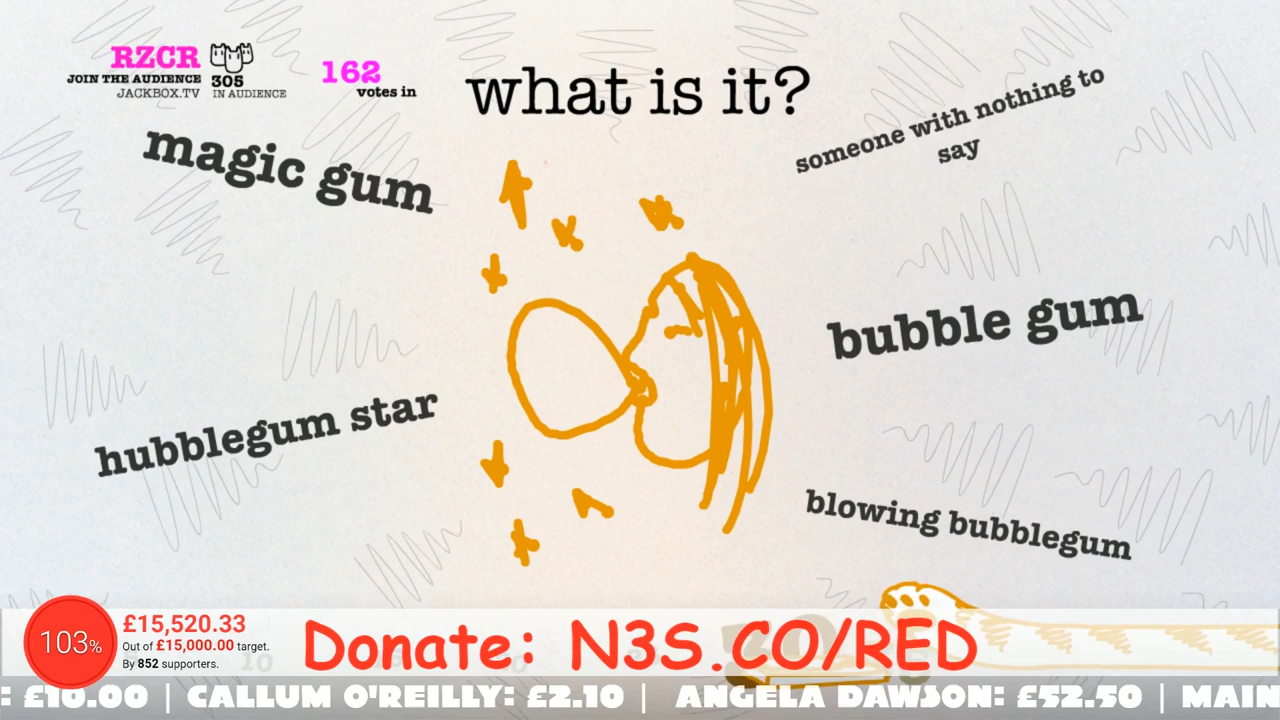 RZCR
JOIN THE AUDIENCE
JACKBOX.TV
305
IN AUDIENCE
162
votes in
what is it?
magic gum
someone with nothing to
say
bubble gum
hubblegum star
blowing bubblegum
103%
£15,520.33
Out of £15,000.00 target.
By 852 supporters.
Donate: N3S.CO/RED
: £10.00 | CALLUM O'REILLY: £2.10 | ANGELA DAWSON: £52.50 | MAIN